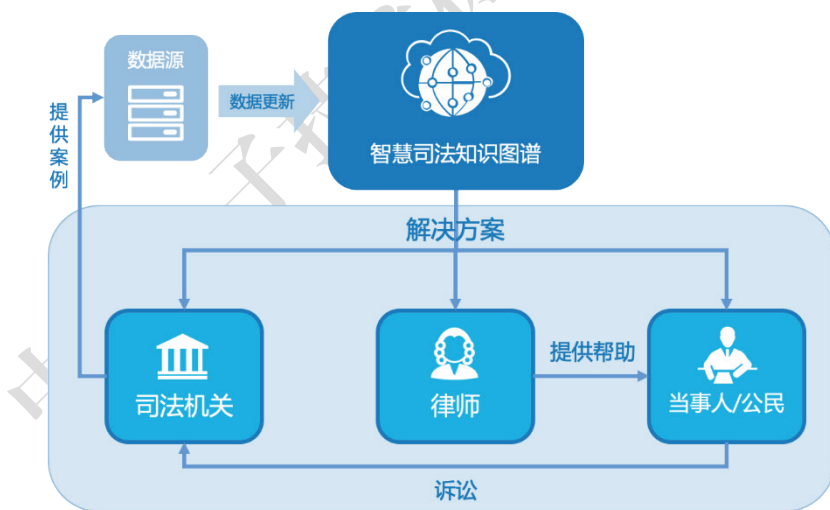 数据源
数据更新
智慧司法知识图谱
提供案例
解决方案
司法机关
律师
提供帮助
当事人/公民
诉讼